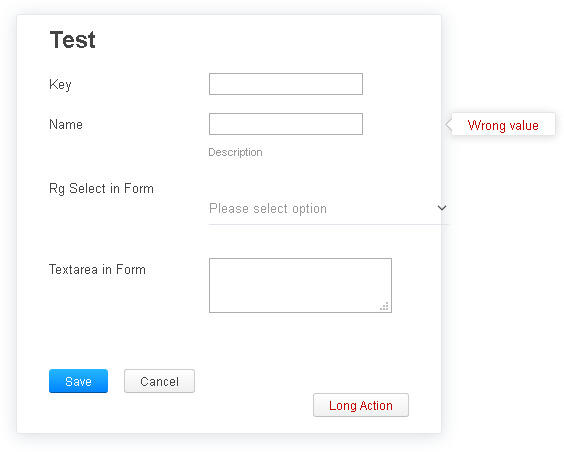 Test
Key
Name
Wrong value
Description
Rg Select in Form
Please select option
Textarea in Form
Save
Cancel
Long Action